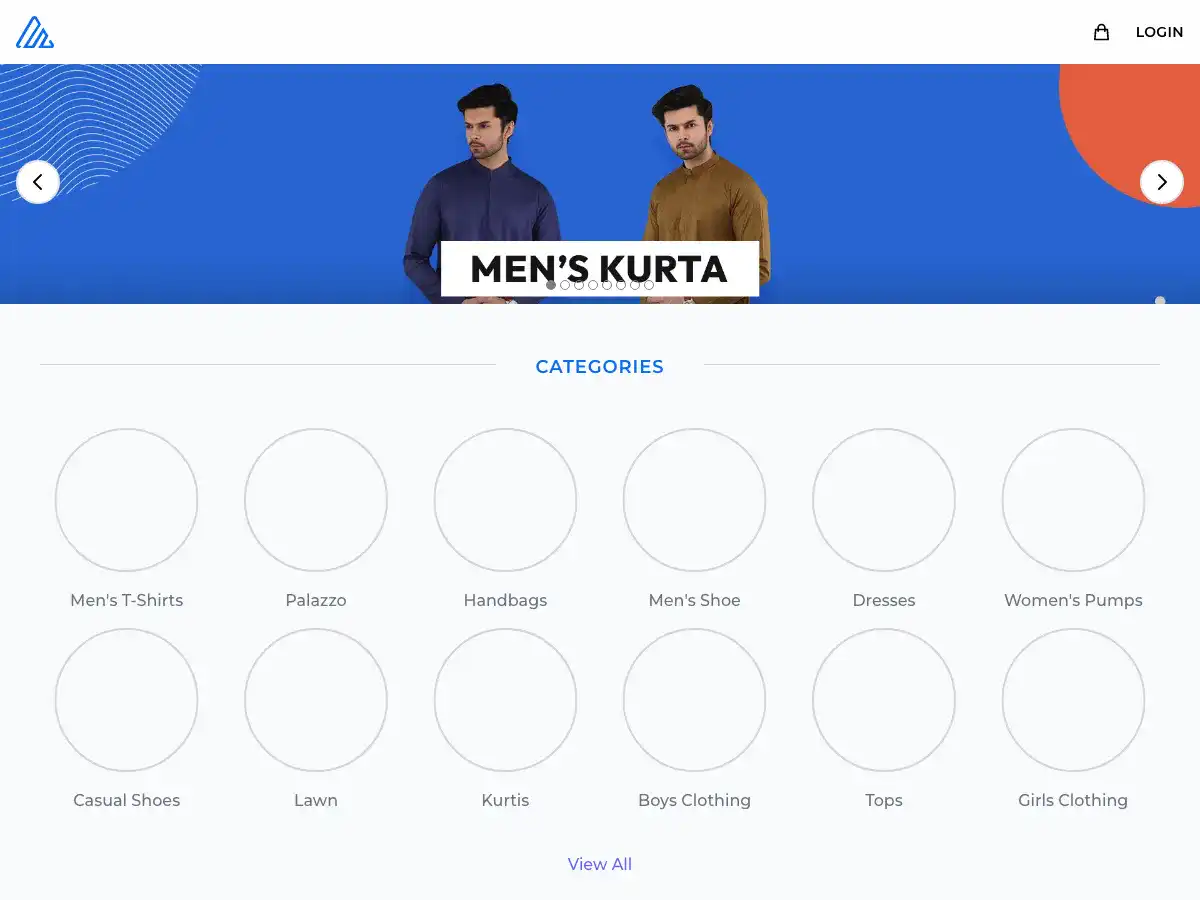 LOGIN
MEN'S KURTA
CATEGORIES
Men's T-Shirts
Palazzo
Handbags
Men's Shoe
Dresses
Women's Pumps
Casual Shoes
Lawn
Kurtis
Boys Clothing
Tops
Girls Clothing
View All